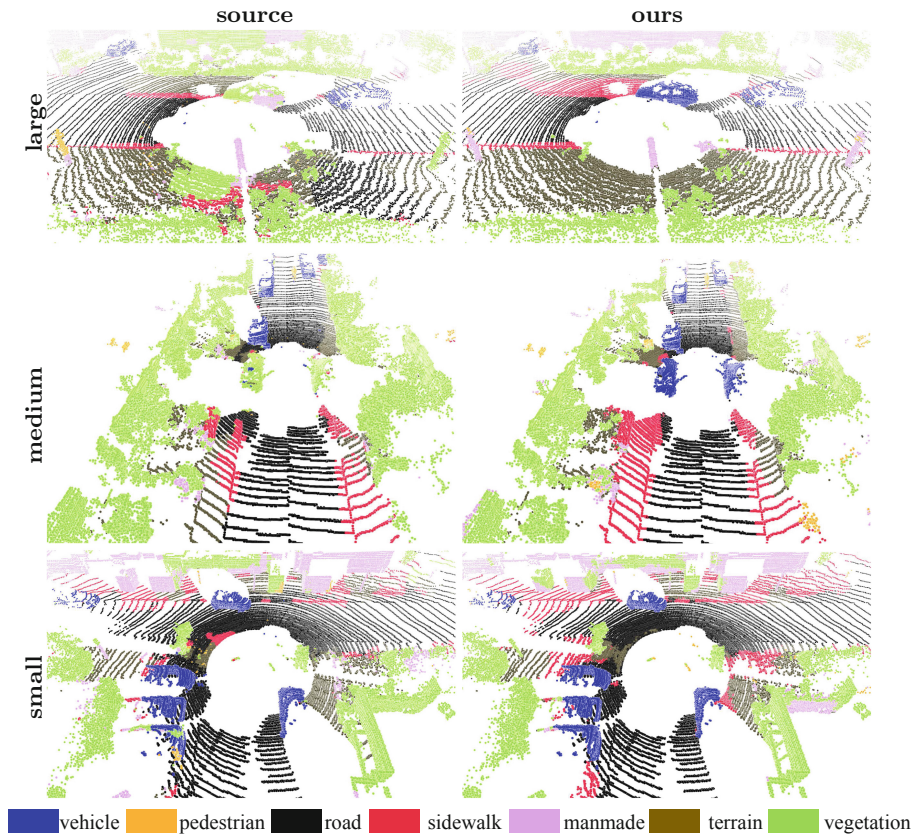 source ours
large
medium
small
vehicle pedestrian road sidewalk manmade terrain vegetation